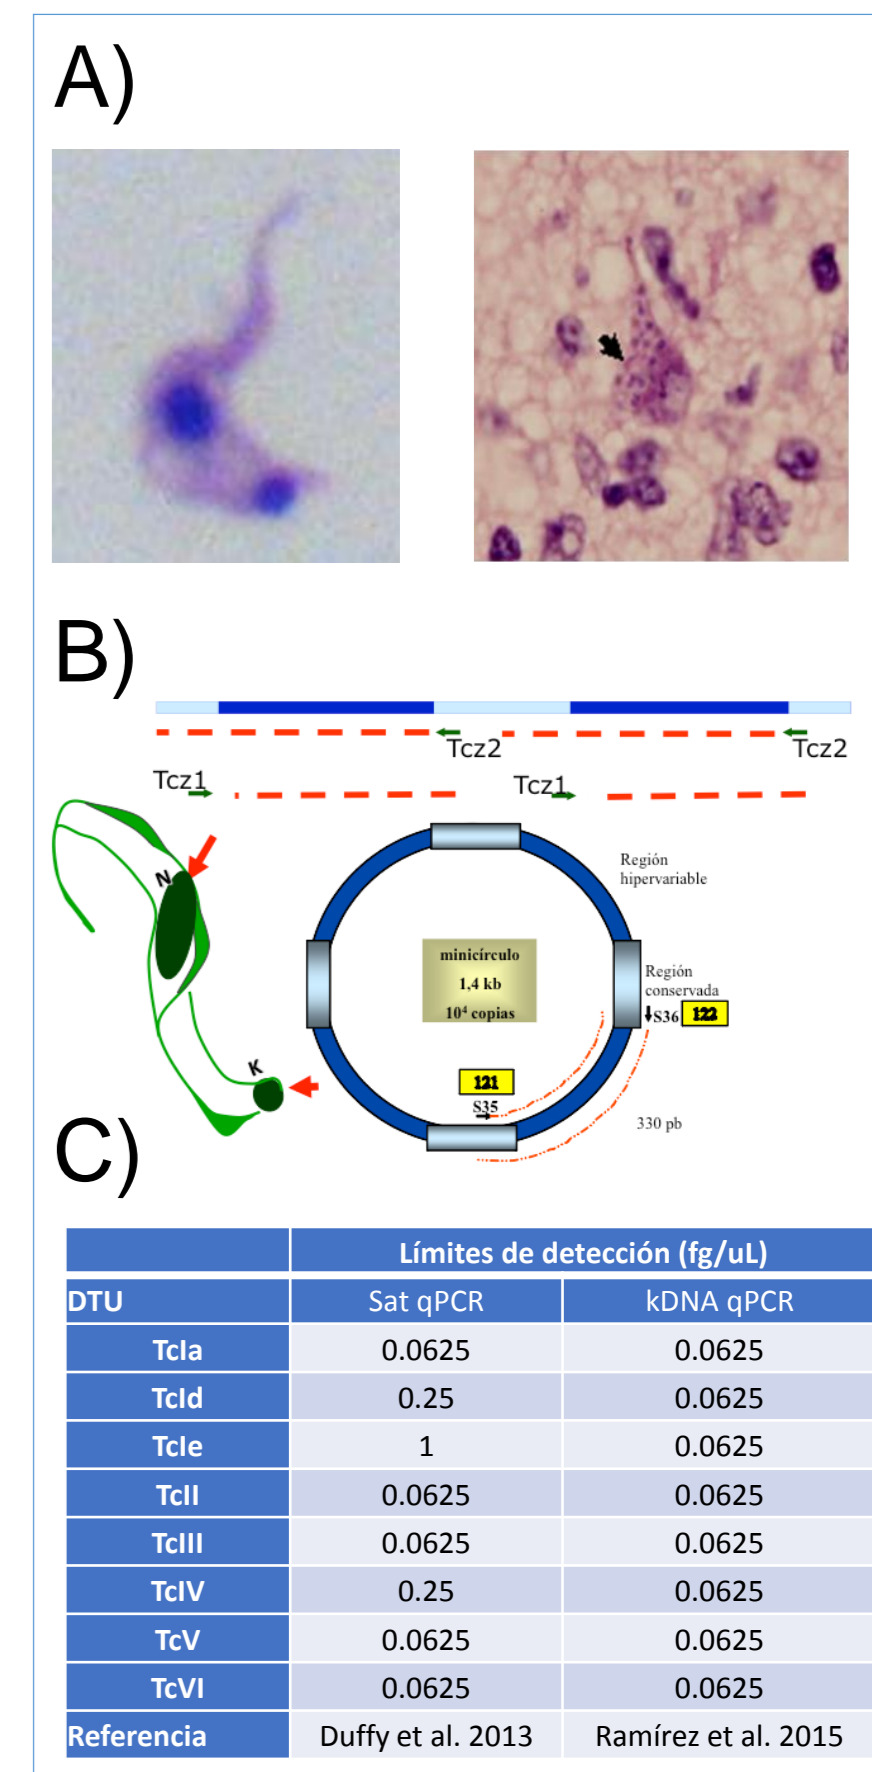 A)
B)
Tcz2
Tcz2
Tcz1
Tcz1
N
Región
hipervariable
minicírculo
1,4 kb
10⁴ copias
Región
conservada
S36 122
K
121
S35
330 pb
C)
Límites de detección (fg/uL)
DTU Sat qPCR kDNA qPCR
TcIa 0.0625 0.0625
TcId 0.25 0.0625
TcIe 1 0.0625
TcII 0.0625 0.0625
TcIII 0.0625 0.0625
TcIV 0.25 0.0625
TcV 0.0625 0.0625
TcVI 0.0625 0.0625
Referencia Duffy et al. 2013 Ramírez et al. 2015